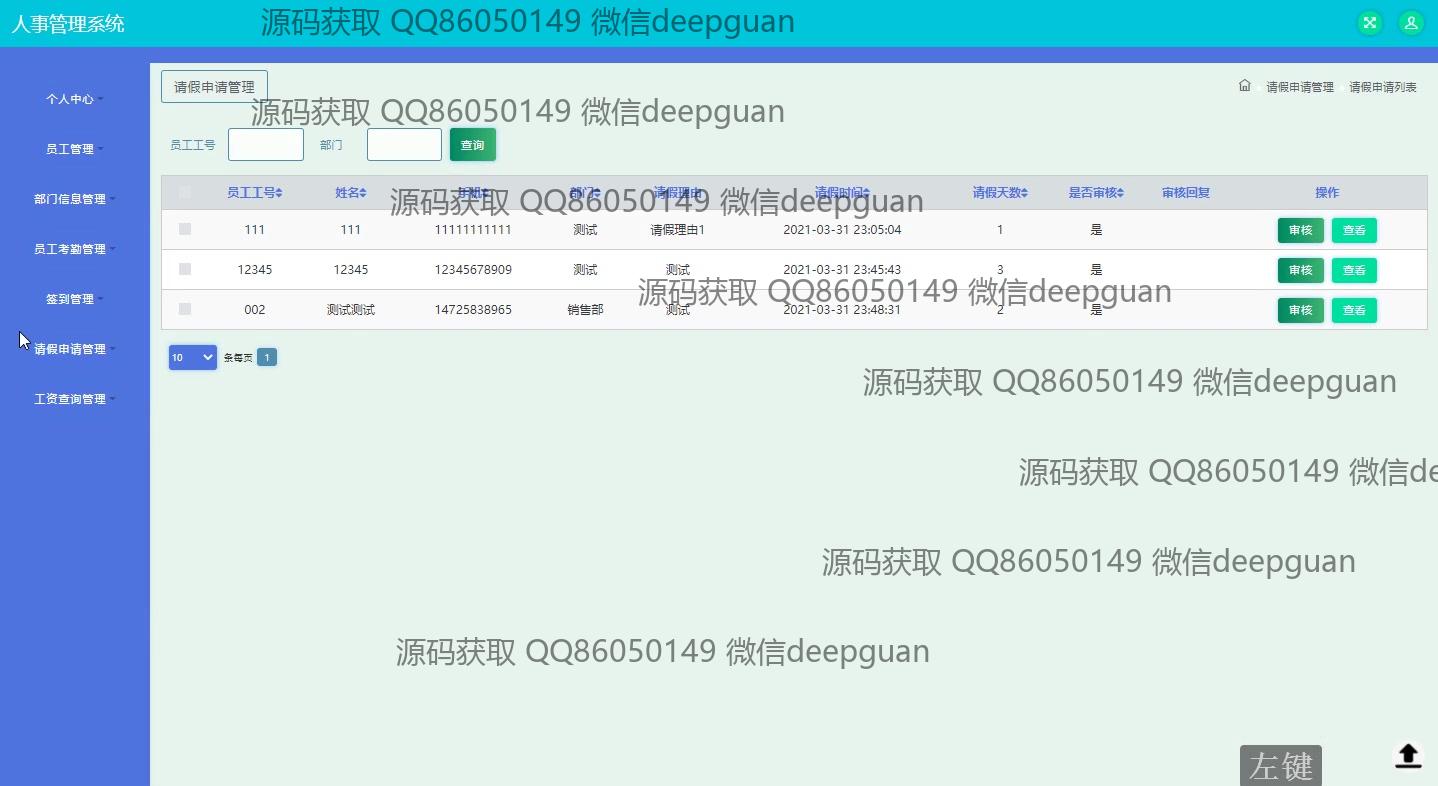 人事管理系统
源码获取 QQ86050149 微信deepguan
个人中心
员工管理
部门信息管理
员工考勤管理
签到管理
请假申请管理
工资查询管理
请假申请管理
请假申请管理 请假申请列表
源码获取 QQ86050149 微信deepguan
员工工号 部门 查询
员工工号 姓名 手机 部门 请假理由 请假时间 请假天数 是否审核 审核回复 操作
源码获取 QQ86050149 微信deepguan
111 111 11111111111 测试 请假理由1 2021-03-31 23:05:04 1 是 审核 查看
12345 12345 12345678909 测试 测试 2021-03-31 23:45:43 3 是 审核 查看
源码获取 QQ86050149 微信deepguan
002 测试测试 14725838965 销售部 测试 2021-03-31 23:48:31 2 是 审核 查看
10 条每页 1
源码获取 QQ86050149 微信deepguan
源码获取 QQ86050149 微信de
源码获取 QQ86050149 微信deepguan
源码获取 QQ86050149 微信deepguan
左键